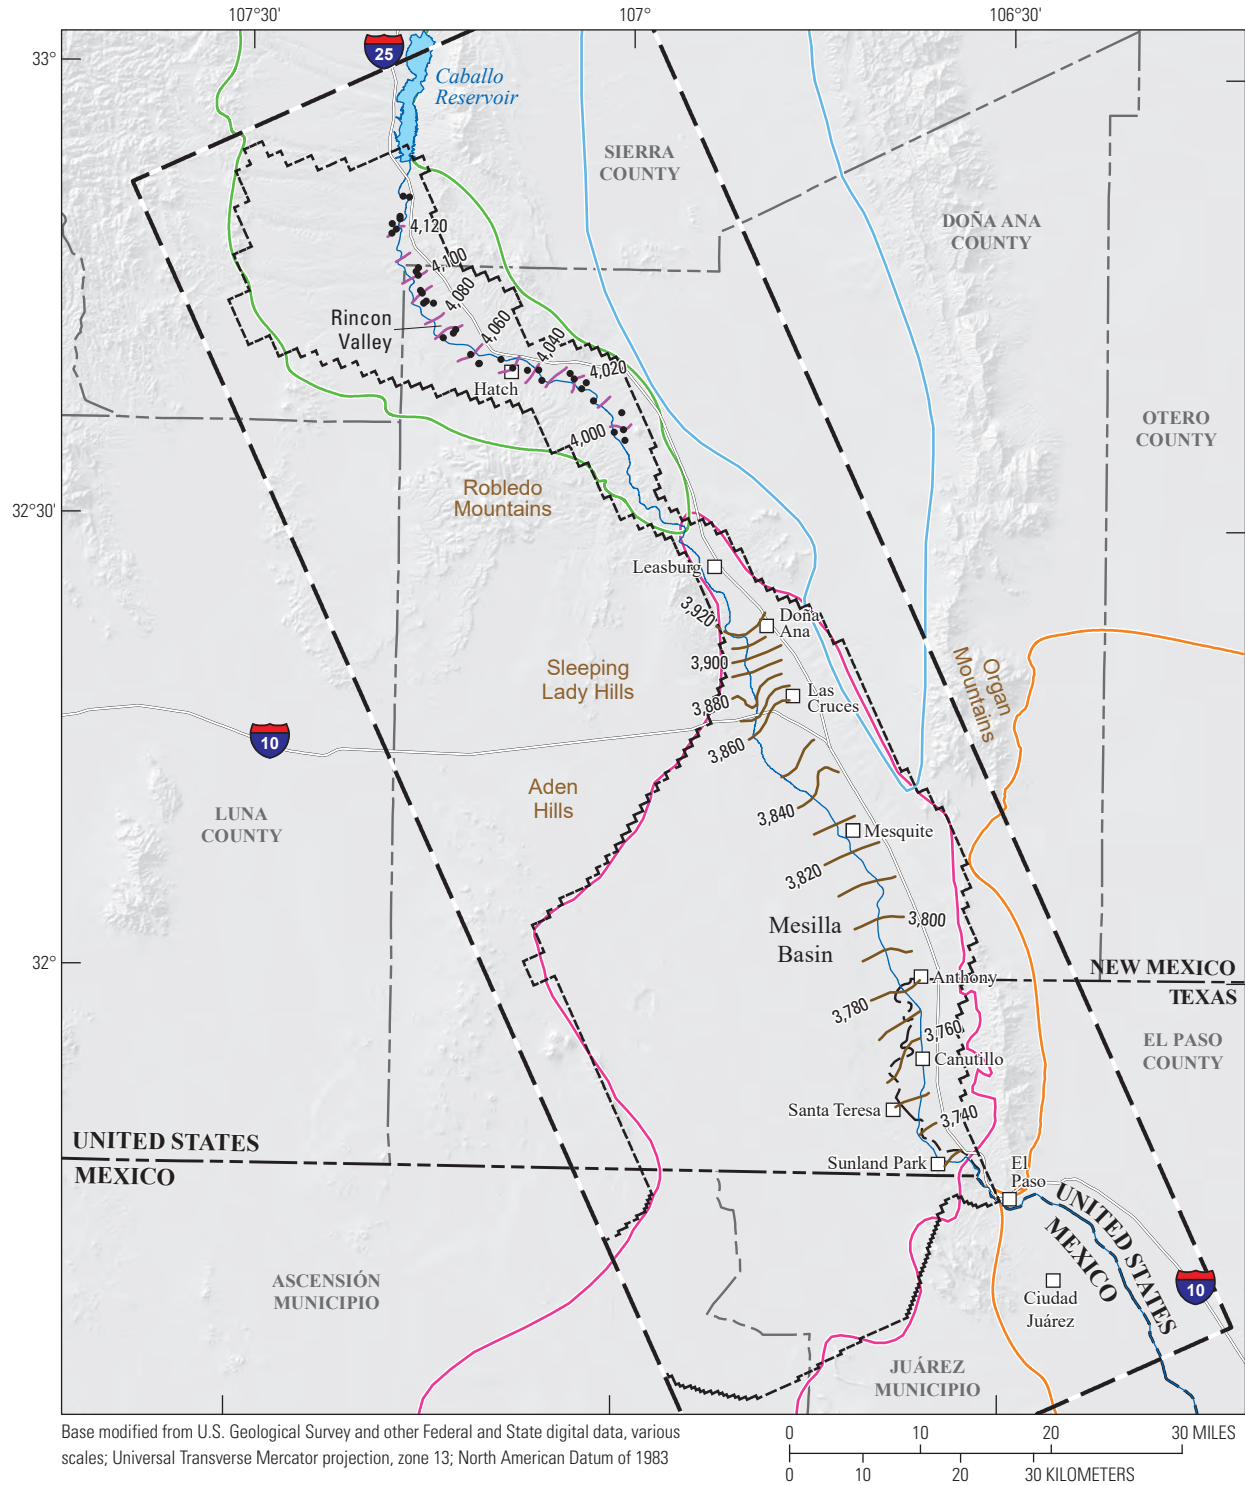 107°30'
107°
106°30'
33°
25
Caballo
Reservoir
SIERRA
COUNTY
DOÑA ANA
COUNTY
4,120
4,100
4,080
4,060
4,040
4,020
4,000
Rincon
Valley
Hatch
OTERO
COUNTY
Robledo
Mountains
32°30'
Leasburg
3,920
Doña
Ana
3,900
Sleeping
Lady Hills
Organ
Mountains
3,880
Las
Cruces
10
3,860
Aden
Hills
LUNA
COUNTY
3,840
Mesquite
3,820
Mesilla
Basin
3,800
32°
NEW MEXICO
TEXAS
Anthony
3,780
3,760
EL PASO
COUNTY
Canutillo
Santa Teresa
3,740
UNITED STATES
MEXICO
Sunland Park
El
Paso
UNITED STATES
MEXICO
ASCENSIÓN
MUNICIPIO
Ciudad
Juárez
10
JUÁREZ
MUNICIPIO
Base modified from U.S. Geological Survey and other Federal and State digital data, various
scales; Universal Transverse Mercator projection, zone 13; North American Datum of 1983
0 10 20 30 MILES
0 10 20 30 KILOMETERS